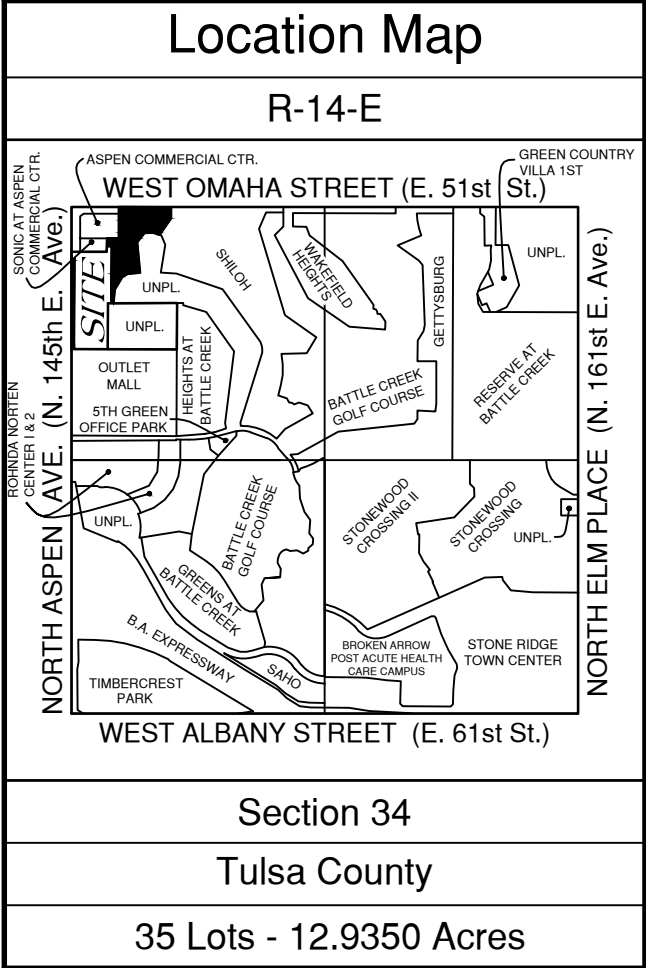 Location Map
R-14-E
ASPEN COMMERCIAL CTR.
GREEN COUNTRY
VILLA 1ST
WEST OMAHA STREET (E. 51st St.)
SONIC AT ASPEN
COMMERCIAL CTR.
NORTH ASPEN AVE. (N. 145th E. Ave.)
SITE
UNPL.
UNPL.
SHILOH
WAKEFIELD
HEIGHTS
GETTYSBURG
UNPL.
NORTH ELM PLACE (N. 161st E. Ave.)
OUTLET
MALL
HEIGHTS AT
BATTLE CREEK
5TH GREEN
OFFICE PARK
BATTLE CREEK
GOLF COURSE
RESERVE AT
BATTLE CREEK
ROHNDA NORTEN
CENTER I & 2
UNPL.
BATTLE CREEK
GOLF COURSE
STONEWOOD
CROSSING II
STONEWOOD
CROSSING
UNPL.
GREENS AT
BATTLE CREEK
B.A. EXPRESSWAY
SAHO
BROKEN ARROW
POST ACUTE HEALTH
CARE CAMPUS
STONE RIDGE
TOWN CENTER
TIMBERCREST
PARK
WEST ALBANY STREET (E. 61st St.)
Section 34
Tulsa County
35 Lots - 12.9350 Acres